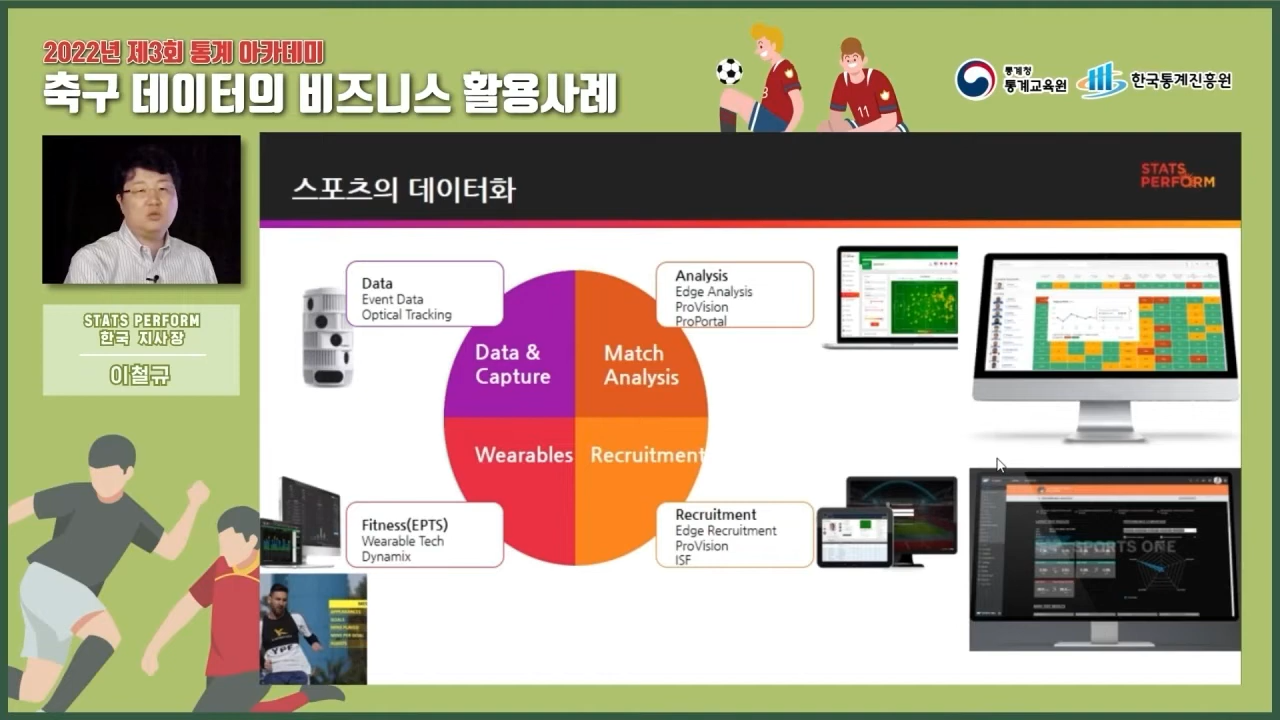 2022년 제3회 통계 아카데미
축구 데이터의 비즈니스 활용사례
통계청
통계교육원
한국통계진흥원
8
11
STATS PERFORM
한국 지사장
이철규
스포츠의 데이터화
STATS
PERFORM
Data
Event Data
Optical Tracking
Analysis
Edge Analysis
ProVision
ProPortal
Data &
Capture
Match
Analysis
Wearables
Recruitment
Fitness(EPTS)
Wearable Tech
Dynamix
Recruitment
Edge Recruitment
ProVision
ISF
SPORTS ONE
YPF